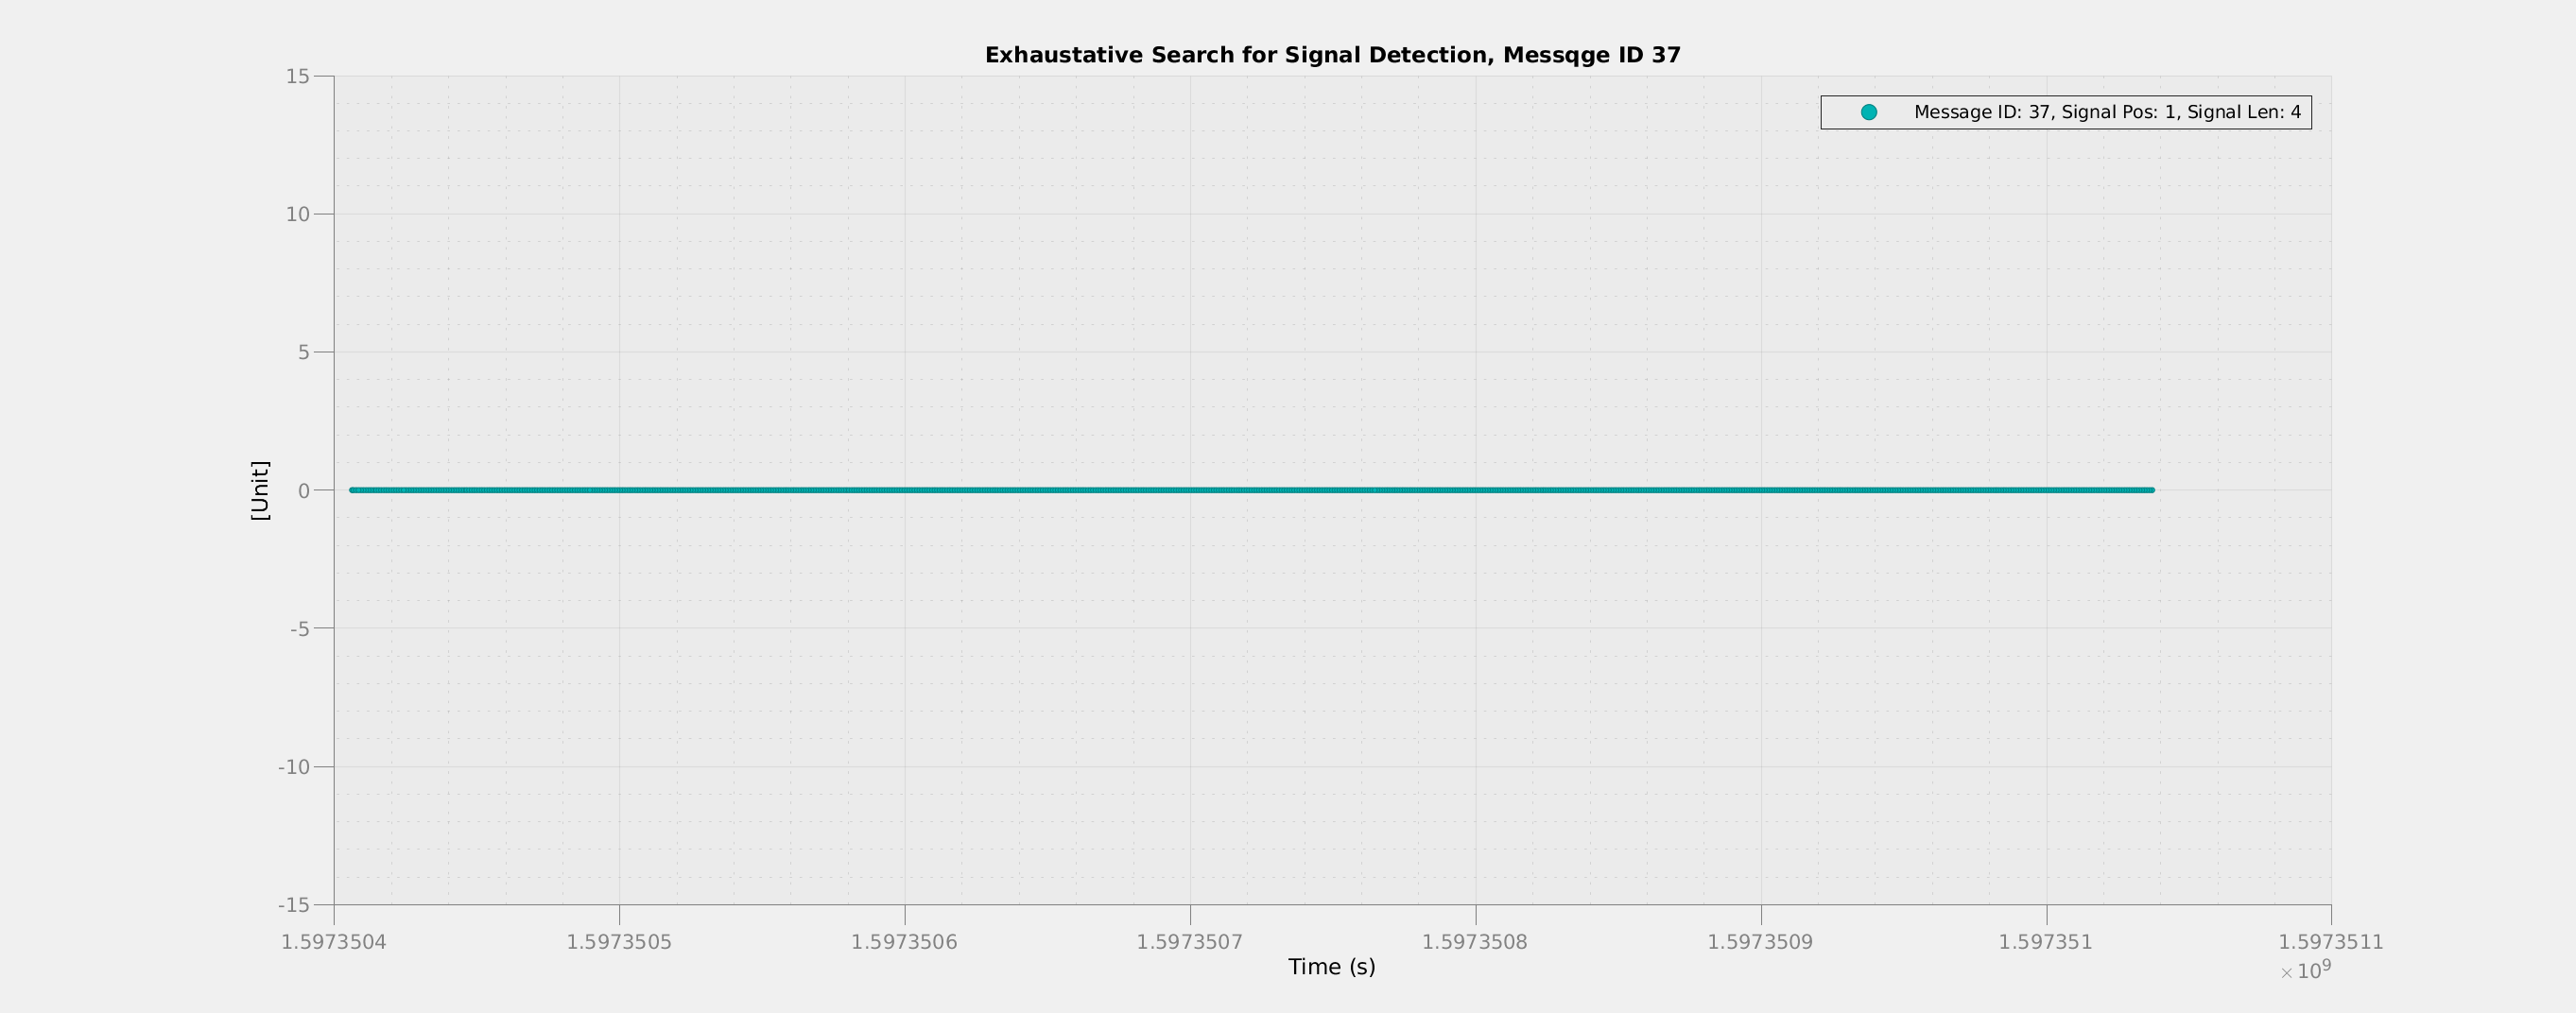 Exhaustative Search for Signal Detection, Messqge ID 37
Message ID: 37, Signal Pos: 1, Signal Len: 4
15
10
5
0
-5
-10
-15
[Unit]
1.5973504 1.5973505 1.5973506 1.5973507 1.5973508 1.5973509 1.597351 1.5973511
Time (s)
× 10⁹